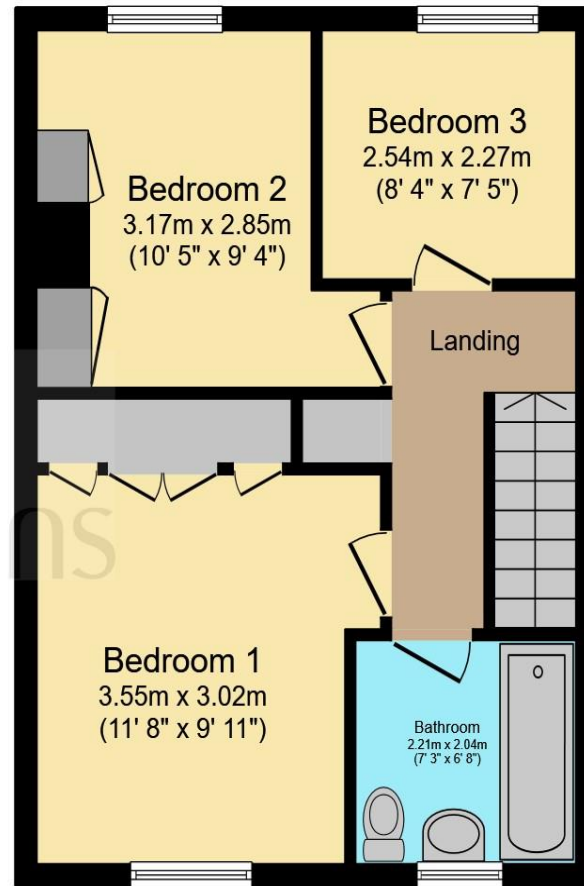 Bedroom 2
3.17m x 2.85m
(10' 5" x 9' 4")
Bedroom 3
2.54m x 2.27m
(8' 4" x 7' 5")
Landing
Bedroom 1
3.55m x 3.02m
(11' 8" x 9' 11")
Bathroom
2.21m x 2.04m
(7' 3" x 6' 8")
ns